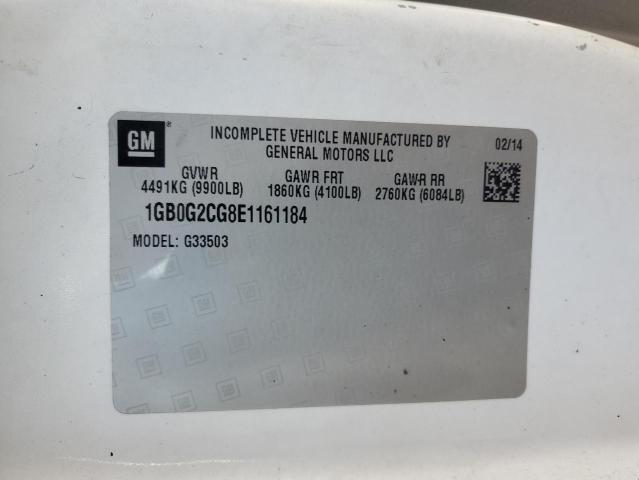 GM ®
INCOMPLETE VEHICLE MANUFACTURED BY
GENERAL MOTORS LLC
02/14
GVWR GAWR FRT GAWR RR
4491KG (9900LB) 1860KG (4100LB) 2760KG (6084LB)
1GB0G2CG8E1161184
MODEL: G33503